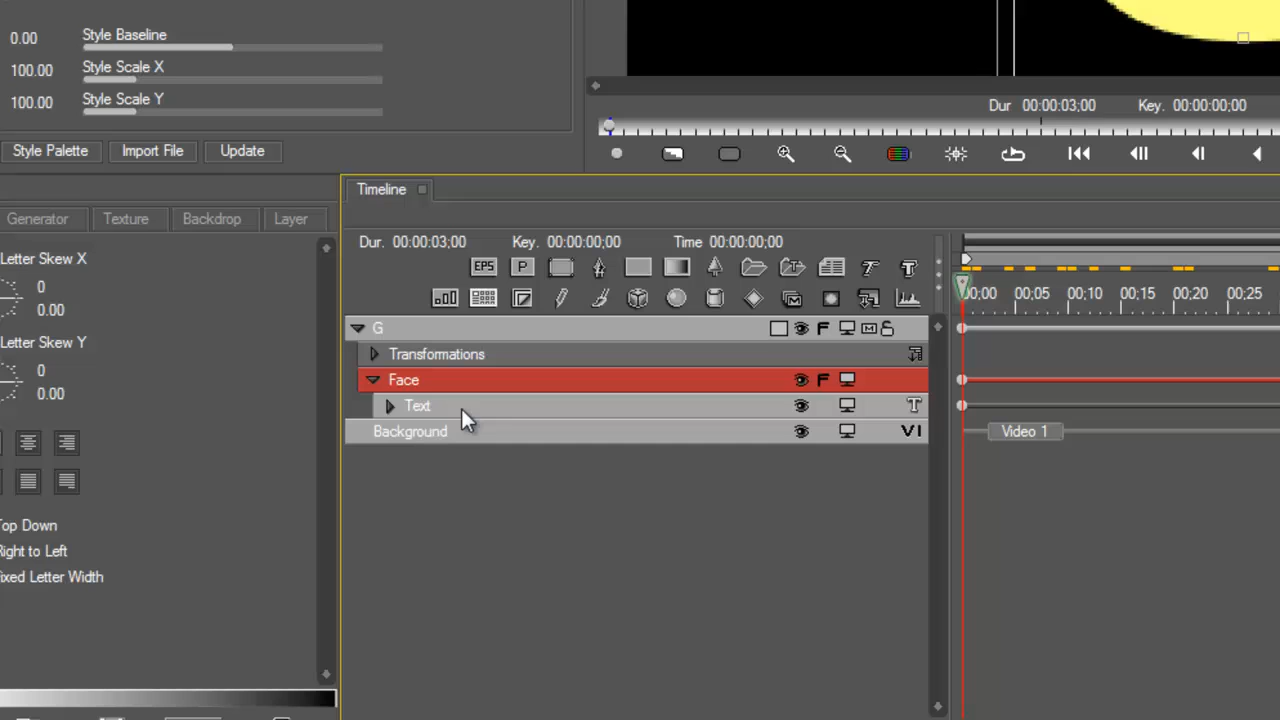 0.00 Style Baseline
100.00 Style Scale X
100.00 Style Scale Y
Dur 00:00:03;00 Key. 00:00:00;00
Style Palette Import File Update
Timeline
Generator Texture Backdrop Layer
Dur. 00:00:03;00 Key. 00:00:00;00 Time 00:00:00;00
Letter Skew X
0
0.00
EPS P T T
00:00 00;05 00;10 00;15 00;20 00;25
G F M
Letter Skew Y
0
0.00
Transformations
Face F
Text T
Background VI Video 1
Top Down
Right to Left
Fixed Letter Width